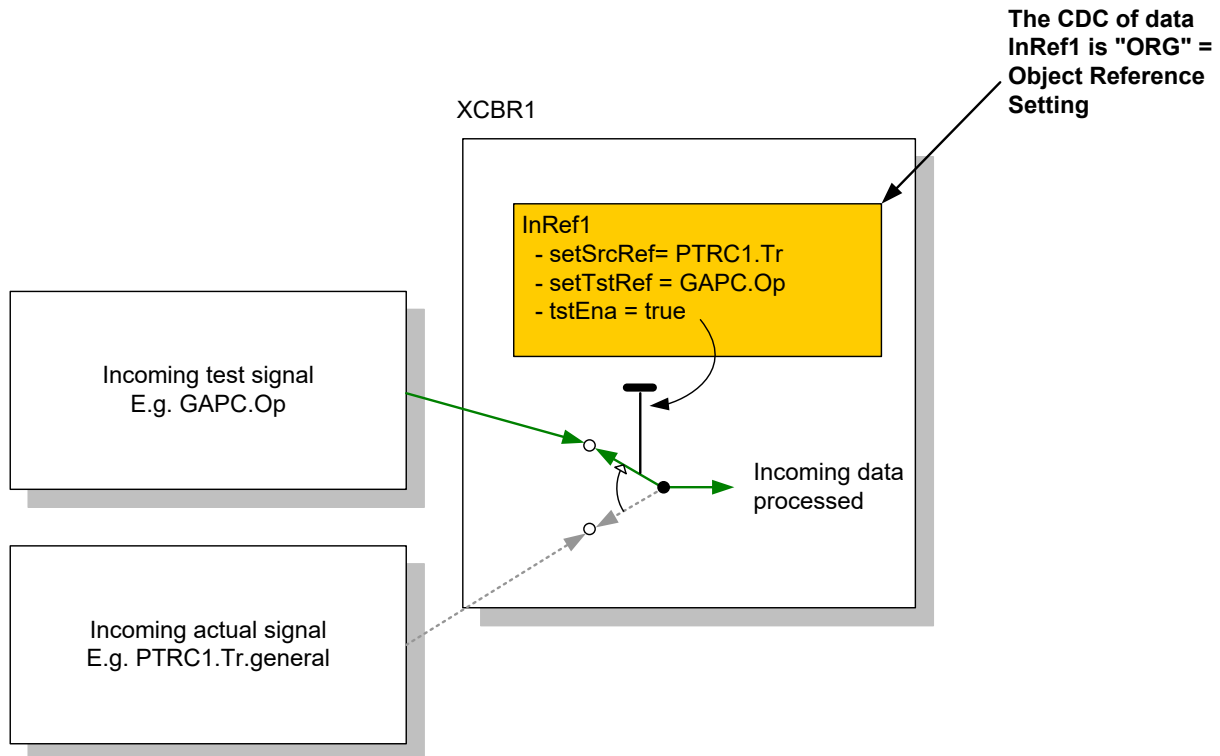 The CDC of data
InRef1 is "ORG" =
Object Reference
Setting
XCBR1
InRef1
- setSrcRef= PTRC1.Tr
- setTstRef = GAPC.Op
- tstEna = true
Incoming test signal
E.g. GAPC.Op
Incoming data
processed
Incoming actual signal
E.g. PTRC1.Tr.general